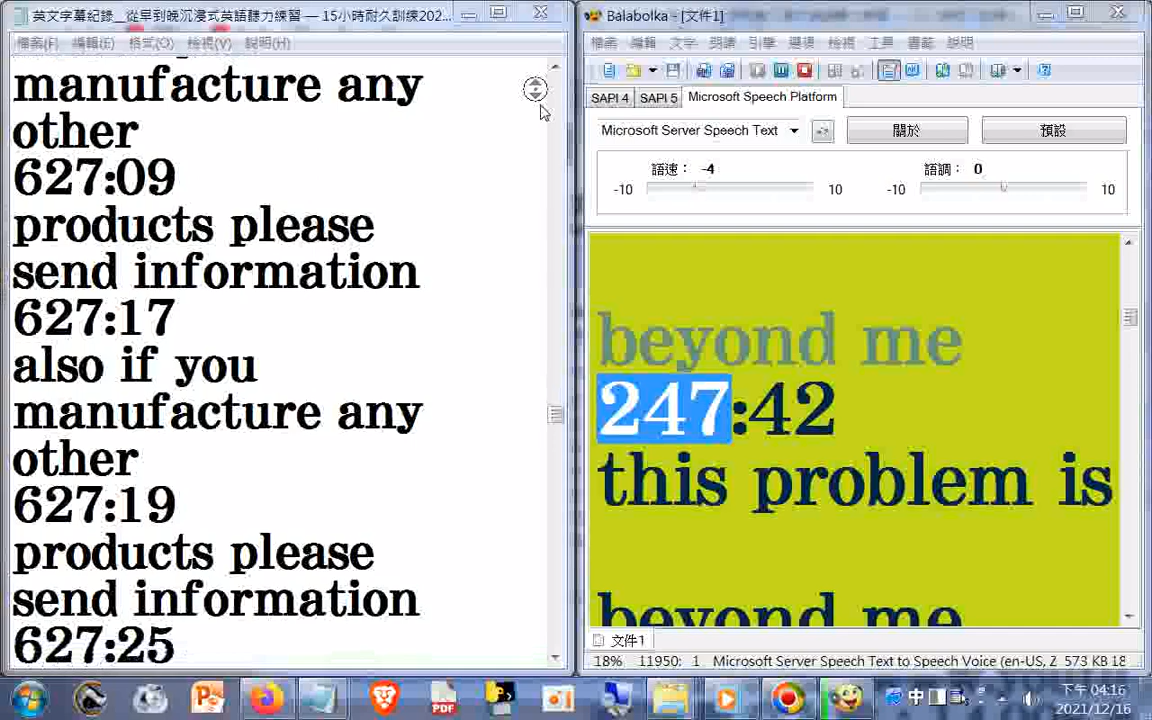 英文字幕紀錄__從早到晚沉浸式英語聽力練習 — 15小時耐久訓練202...
檔案(F) 編輯(E) 格式(O) 檢視(V) 說明(H)
manufacture any
other
627:09
products please
send information
627:17
also if you
manufacture any
other
627:19
products please
send information
627:25
Balabolka - [文件1]
檔案 編輯 文字 朗讀 引擎 選項 檢視 工具 書籤 說明
SAPI 4 SAPI 5 Microsoft Speech Platform
Microsoft Server Speech Text 關於 預設
語速： -4 語調： 0
-10 10 -10 10
beyond me
247:42
this problem is
beyond me
文件1
18% 11950: 1 Microsoft Server Speech Text to Speech Voice (en-US, Z 573 KB 18
PDF 中 下午 04:16
2021/12/16